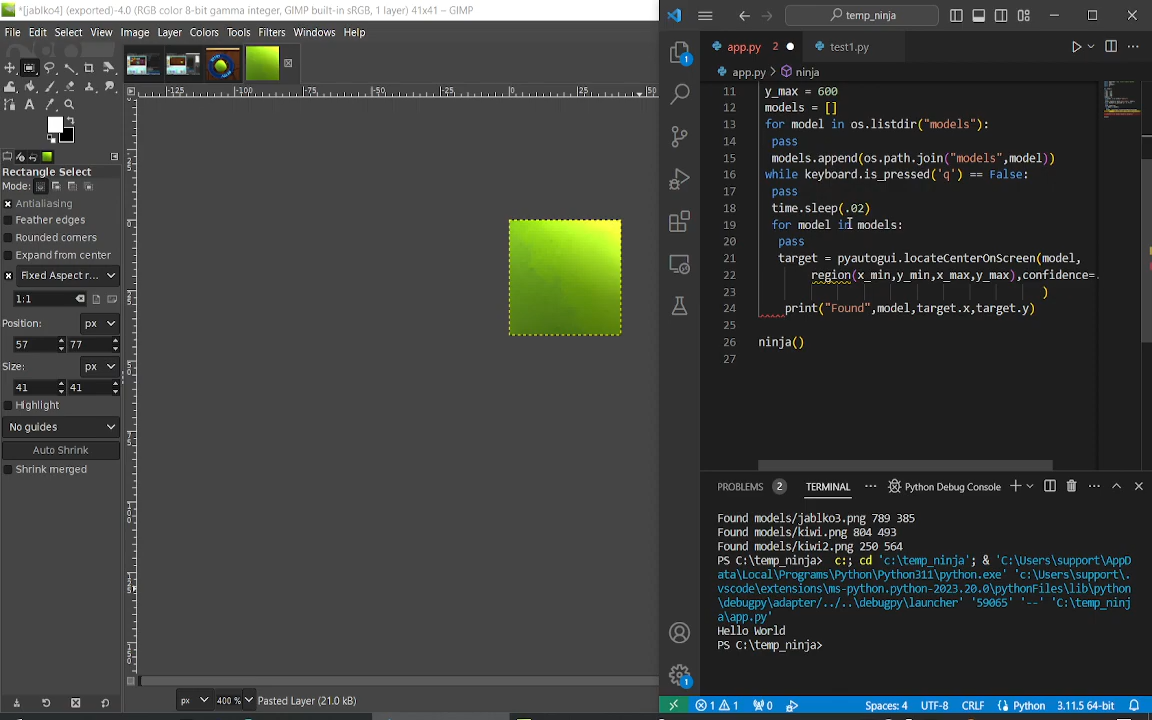 *[jablko4] (exported)-4.0 (RGB color 8-bit gamma integer, GIMP built-in sRGB, 1 layer) 41x41 – GIMP
File Edit Select View Image Layer Colors Tools Filters Windows Help
Rectangle Select
Mode:
Antialiasing
Feather edges
Rounded corners
Expand from center
Fixed Aspect r...
1:1
Position: px
57 77
Size: px
41 41
Highlight
No guides
Auto Shrink
Shrink merged
-125 -100 -75 -50 -25 0 25 50
px 400 % Pasted Layer (21.0 kB)
temp_ninja
app.py 2 test1.py
app.py > ninja
11 y_max = 600
12 models = []
13 for model in os.listdir("models"):
14 pass
15 models.append(os.path.join("models",model))
16 while keyboard.is_pressed('q') == False:
17 pass
18 time.sleep(.02)
19 for model in models:
20 pass
21 target = pyautogui.locateCenterOnScreen(model,
22 region(x_min,y_min,x_max,y_max),confidence=.
23 )
24 print("Found",model,target.x,target.y)
25
26 ninja()
27
PROBLEMS 2 TERMINAL ... Python Debug Console
Found models/jablko3.png 789 385
Found models/kiwi.png 804 493
Found models/kiwi2.png 250 564
PS C:\temp_ninja> c:; cd 'c:\temp_ninja'; & 'C:\Users\support\AppD
ata\Local\Programs\Python\Python311\python.exe' 'c:\Users\support\.
vscode\extensions\ms-python.python-2023.20.0\pythonFiles\lib\python
\debugpy\adapter/../..\debugpy\launcher' '59065' '--' 'C:\temp_ninj
a\app.py'
Hello World
PS C:\temp_ninja>
1 1 0 Spaces: 4 UTF-8 CRLF Python 3.11.5 64-bit